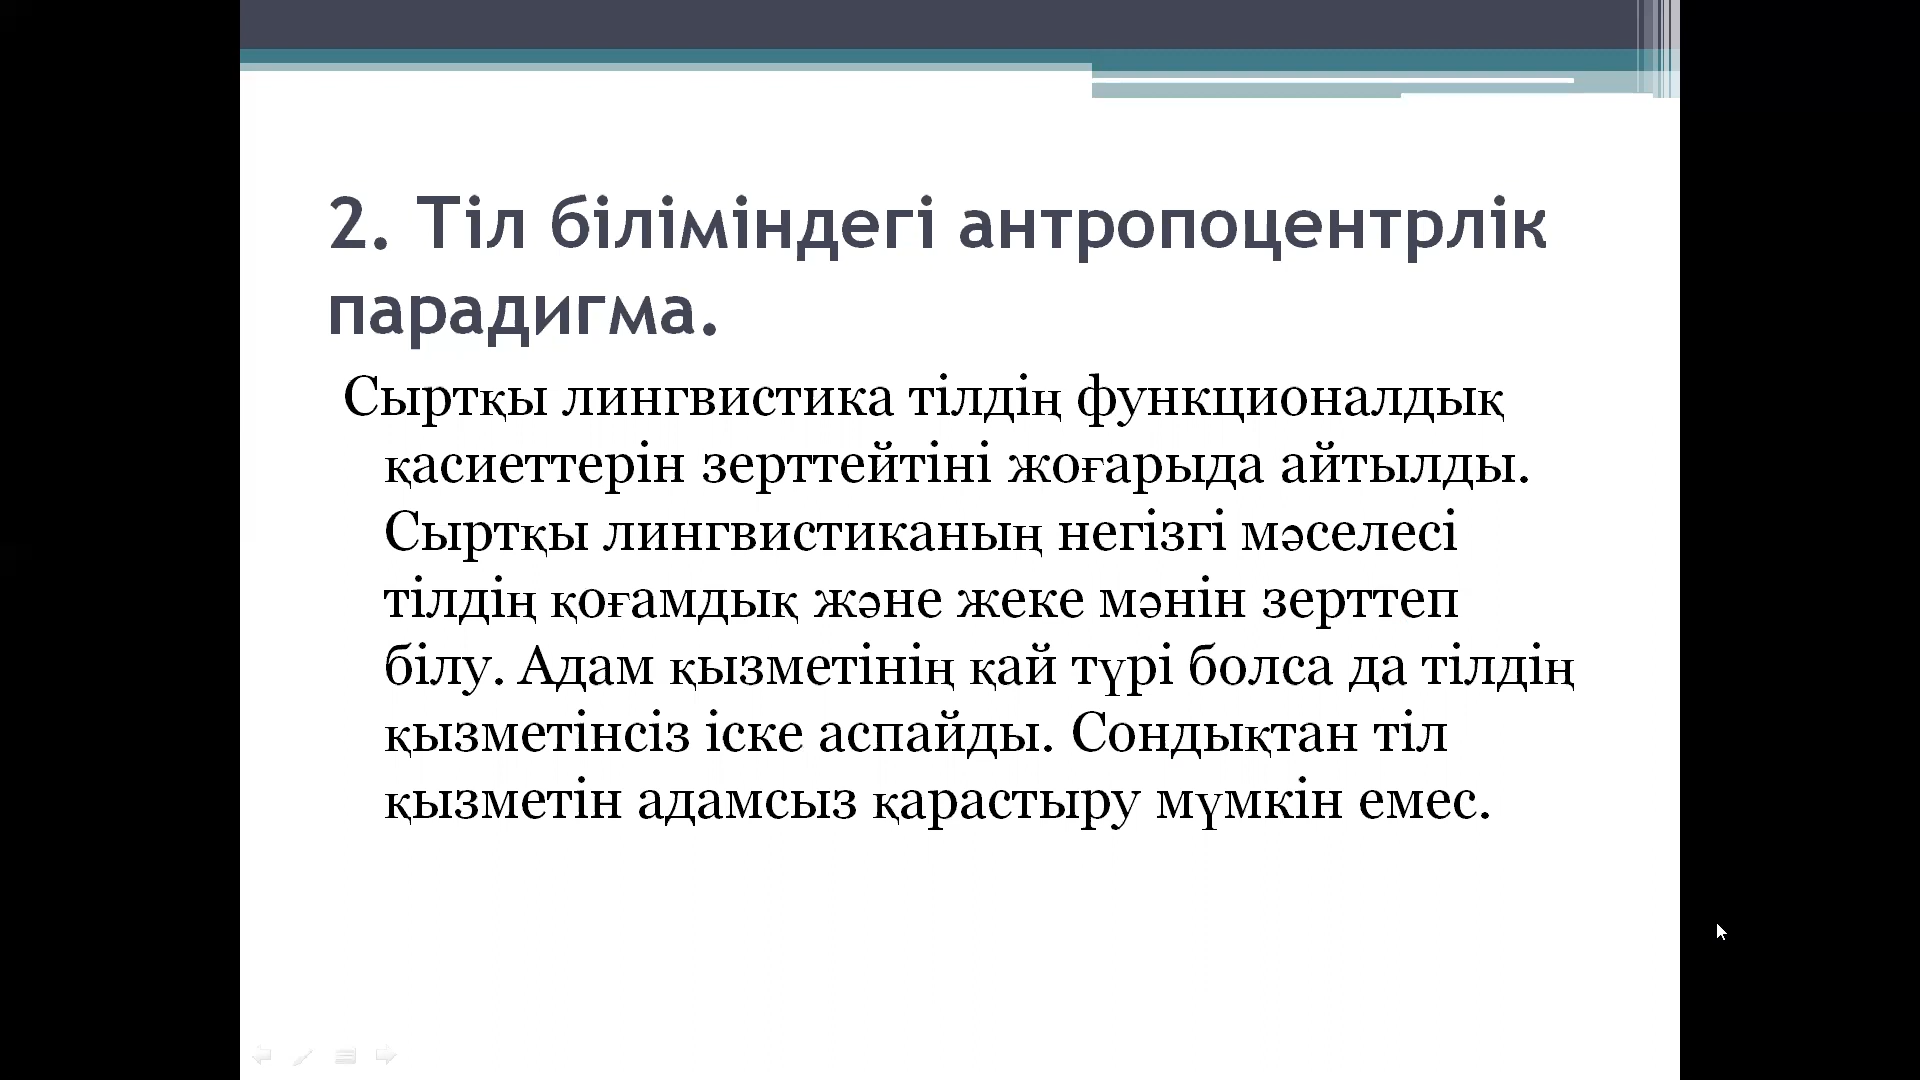 2. Тіл біліміндегі антропоцентрлік
парадигма.
Сыртқы лингвистика тілдің функционалдық
қасиеттерін зерттейтіні жоғарыда айтылды.
Сыртқы лингвистиканың негізгі мәселесі
тілдің қоғамдық және жеке мәнін зерттеп
білу. Адам қызметінің қай түрі болса да тілдің
қызметінсіз іске аспайды. Сондықтан тіл
қызметін адамсыз қарастыру мүмкін емес.